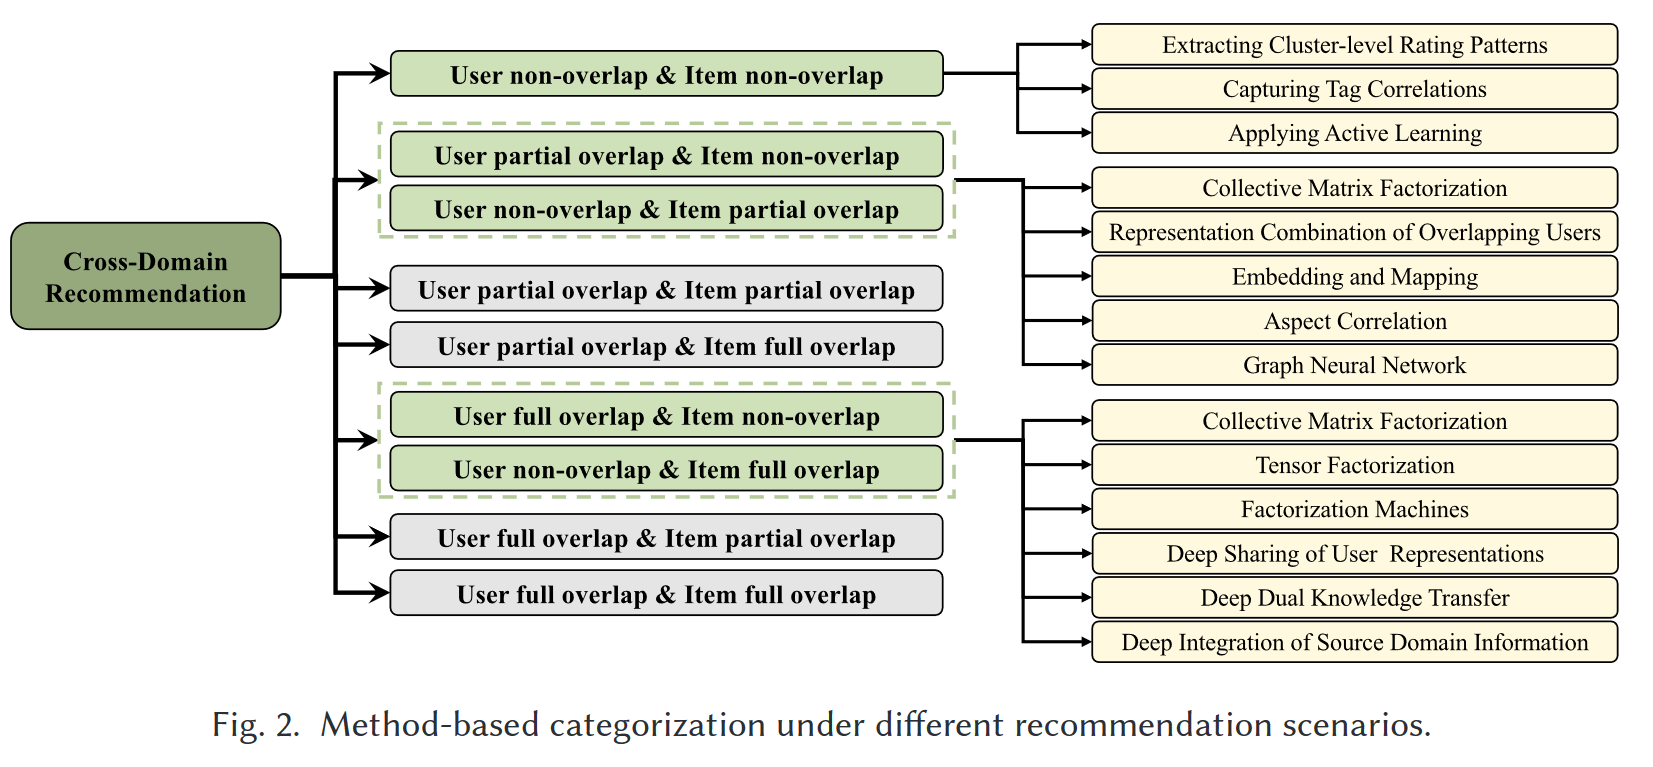 Cross-Domain
Recommendation
User non-overlap & Item non-overlap
User partial overlap & Item non-overlap
User non-overlap & Item partial overlap
User partial overlap & Item partial overlap
User partial overlap & Item full overlap
User full overlap & Item non-overlap
User non-overlap & Item full overlap
User full overlap & Item partial overlap
User full overlap & Item full overlap
Extracting Cluster-level Rating Patterns
Capturing Tag Correlations
Applying Active Learning
Collective Matrix Factorization
Representation Combination of Overlapping Users
Embedding and Mapping
Aspect Correlation
Graph Neural Network
Collective Matrix Factorization
Tensor Factorization
Factorization Machines
Deep Sharing of User Representations
Deep Dual Knowledge Transfer
Deep Integration of Source Domain Information
Fig. 2. Method-based categorization under different recommendation scenarios.